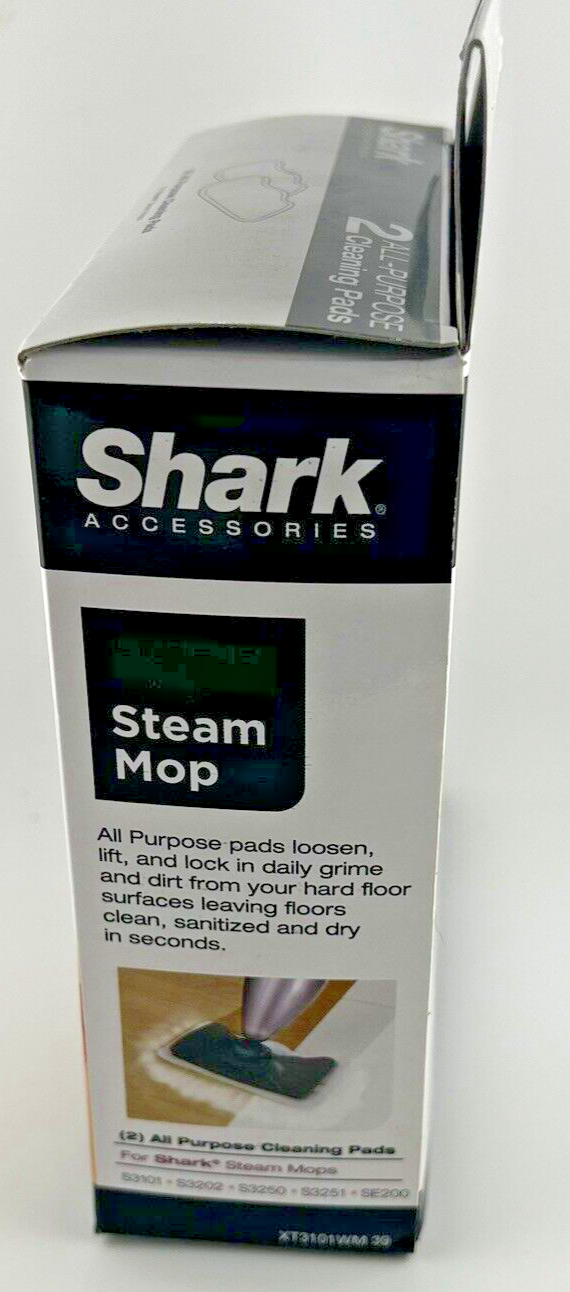 Shark
2 ALL-PURPOSE
Cleaning Pads
Shark®
ACCESSORIES
Steam
Mop
All Purpose pads loosen,
lift, and lock in daily grime
and dirt from your hard floor
surfaces leaving floors
clean, sanitized and dry
in seconds.
(2) All Purpose Cleaning Pads
For Shark® Steam Mops
S3101 • S3202 • S3250 • S3251 • SE200
XT3101WM 39